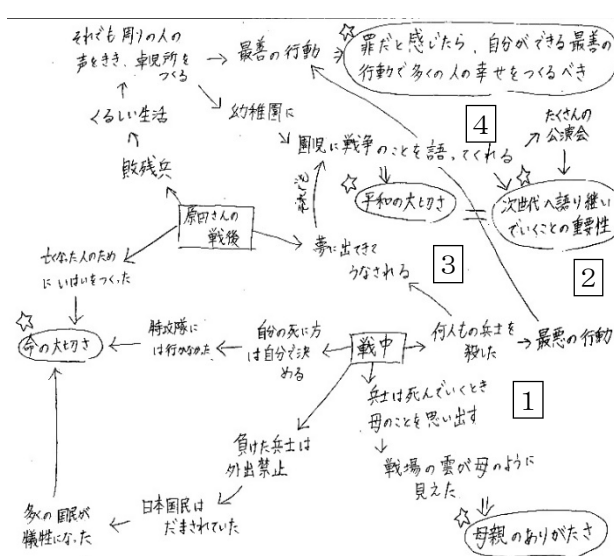 それでも周りの人の
声をきき、託児所を
つくる
最善の行動
☆
罪だと感じたら、自分ができる最善の
行動で多くの人の幸せをつくるべき
くるしい生活
幼稚園に
4
たくさんの
公演会
園児に戦争のことを語ってくれる
敗残兵
それでも
☆
平和の大切さ
☆
次世代へ語り継い
でいくことの重要性
原田さんの
戦後
2
夢に出てきて
うなされる
3
亡くなった人のため
にいはいをつくった
☆
命の大切さ
特攻隊に
は行かなかった
自分の死に方
は自分で決
める
戦中
何人もの兵士を
殺した
最悪の行動
1
兵士は死んでいくとき
母のことを思い出す
負けた兵士は
外出禁止
戦場の雲が母のように
見えた
多くの国民が
犠牲になった
日本国民は
だまされていた
☆
母親のありがたさ